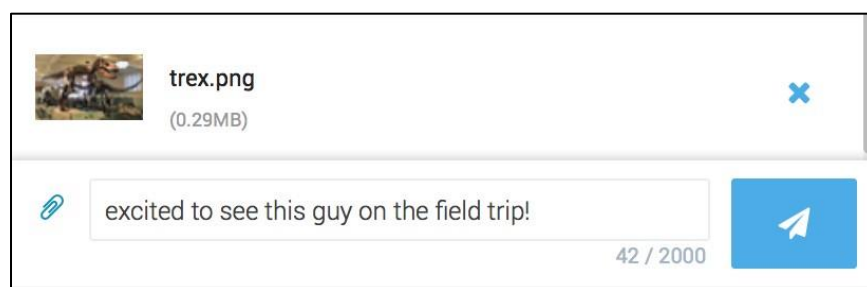 trex.png
(0.29MB)
excited to see this guy on the field trip!
42 / 2000